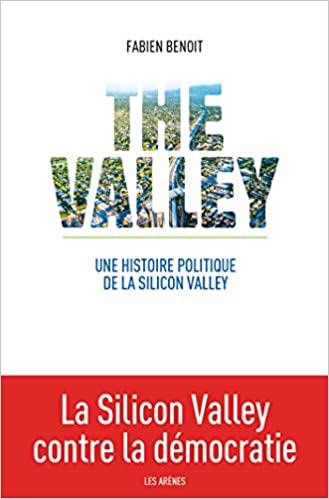 FABIEN BENOIT
THE
VALLEY
UNE HISTOIRE POLITIQUE
DE LA SILICON VALLEY
La Silicon Valley
contre la démocratie
LES ARÈNES